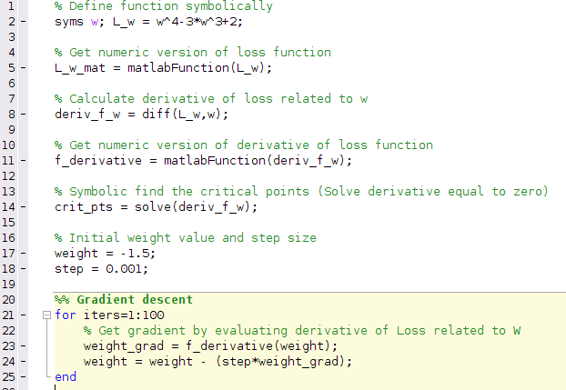 1 % Define function symbolically
2 - syms w; L_w = w^4-3*w^3+2;
3
4 % Get numeric version of loss function
5 - L_w_mat = matlabFunction(L_w);
6
7 % Calculate derivative of loss related to w
8 - deriv_f_w = diff(L_w,w);
9
10 % Get numeric version of derivative of loss function
11 - f_derivative = matlabFunction(deriv_f_w);
12
13 % Symbolic find the critical points (Solve derivative equal to zero)
14 - crit_pts = solve(deriv_f_w);
15
16 % Initial weight value and step size
17 - weight = -1.5;
18 - step = 0.001;
19
20 %% Gradient descent
21 - for iters=1:100
22 % Get gradient by evaluating derivative of Loss related to W
23 - weight_grad = f_derivative(weight);
24 - weight = weight - (step*weight_grad);
25 - end